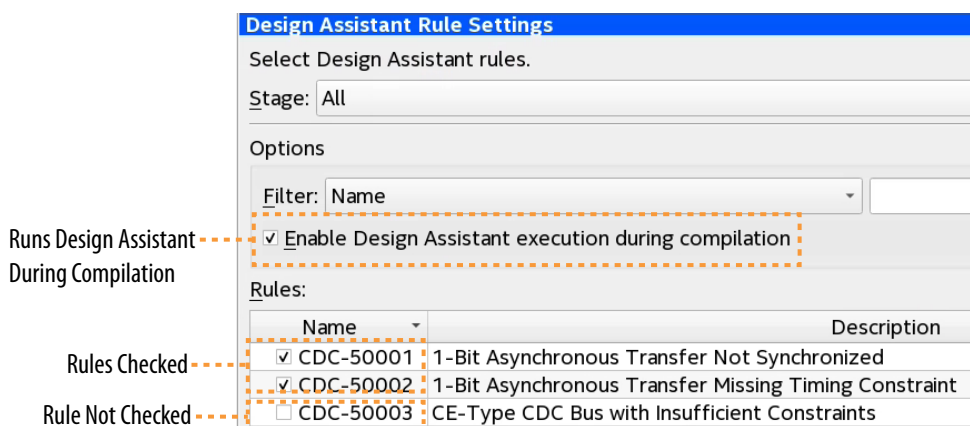 Design Assistant Rule Settings
Select Design Assistant rules.
Stage: All
Options
Filter: Name
Runs Design Assistant
During Compilation
Enable Design Assistant execution during compilation
Rules:
Name Description
Rules Checked
CDC-50001 1-Bit Asynchronous Transfer Not Synchronized
CDC-50002 1-Bit Asynchronous Transfer Missing Timing Constraint
Rule Not Checked
CDC-50003 CE-Type CDC Bus with Insufficient Constraints